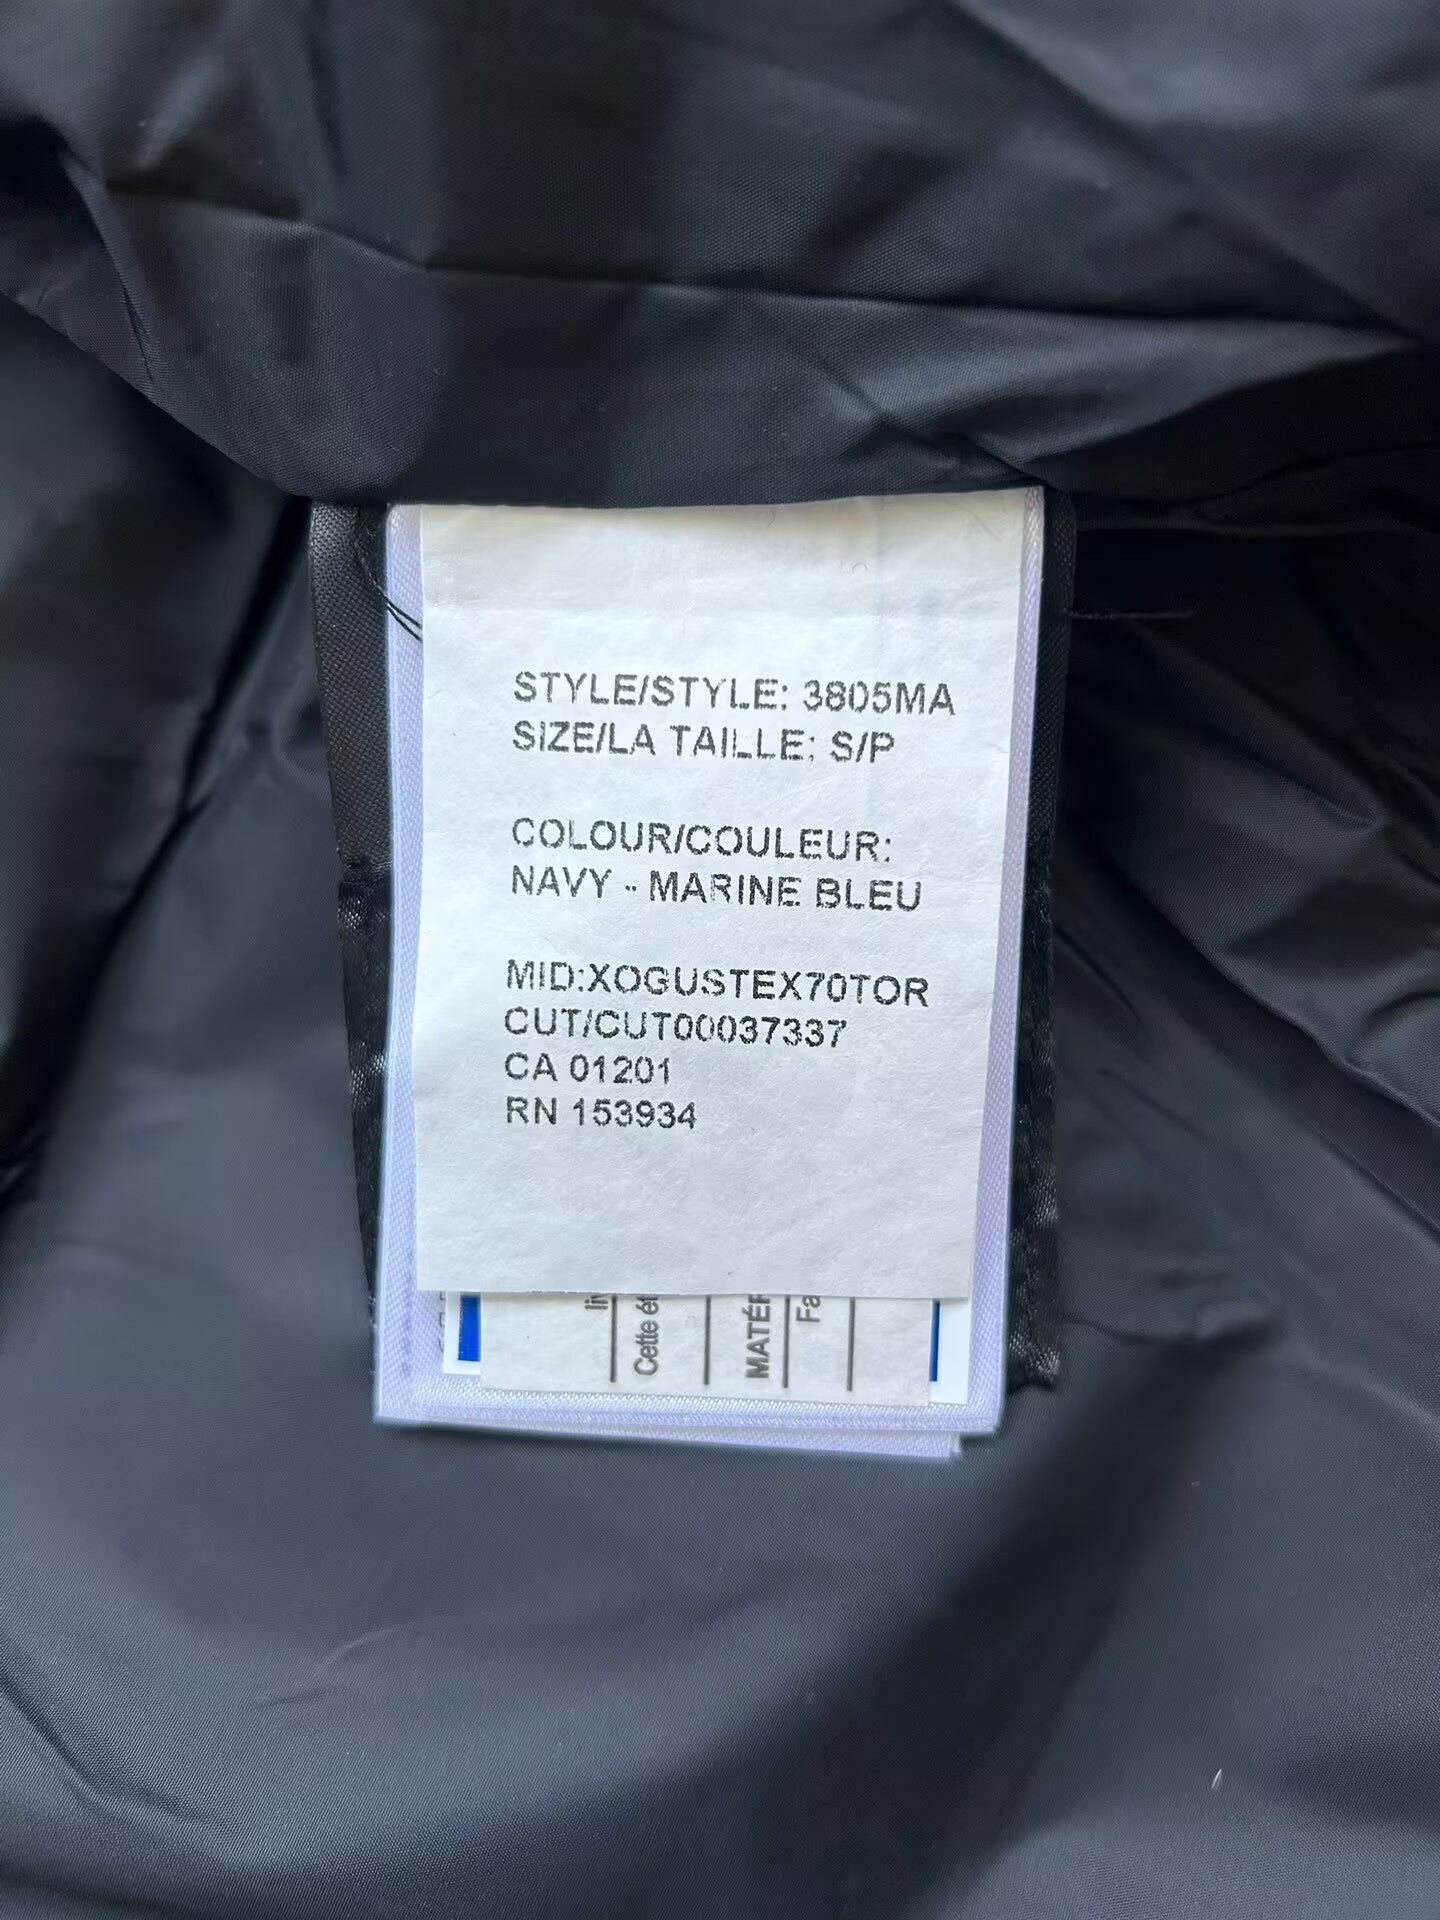 STYLE/STYLE: 3805MA
SIZE/LA TAILLE: S/P
COLOUR/COULEUR:
NAVY - MARINE BLEU
MID:XOGUSTEX70TOR
CUT/CUT00037337
CA 01201
RN 153934
Cette